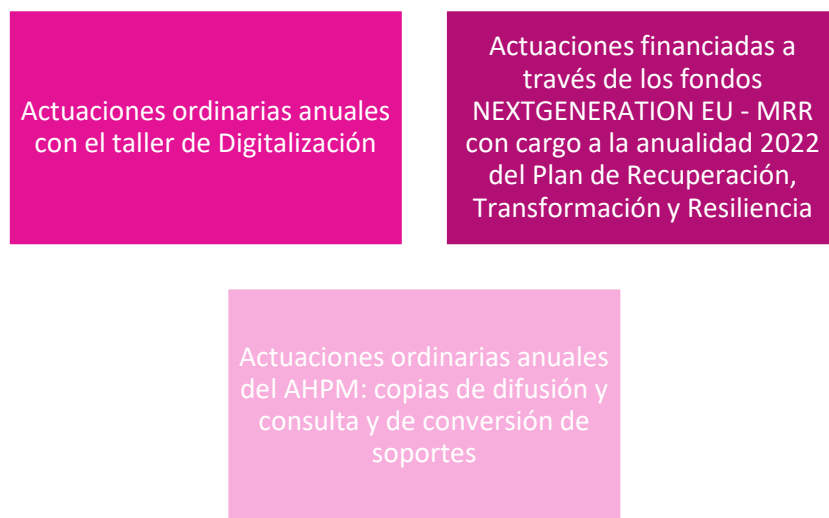 Actuaciones ordinarias anuales
con el taller de Digitalización
Actuaciones financiadas a
través de los fondos
NEXTGENERATION EU - MRR
con cargo a la anualidad 2022
del Plan de Recuperación,
Transformación y Resiliencia
Actuaciones ordinarias anuales
del AHPM: copias de difusión y
consulta y de conversión de
soportes